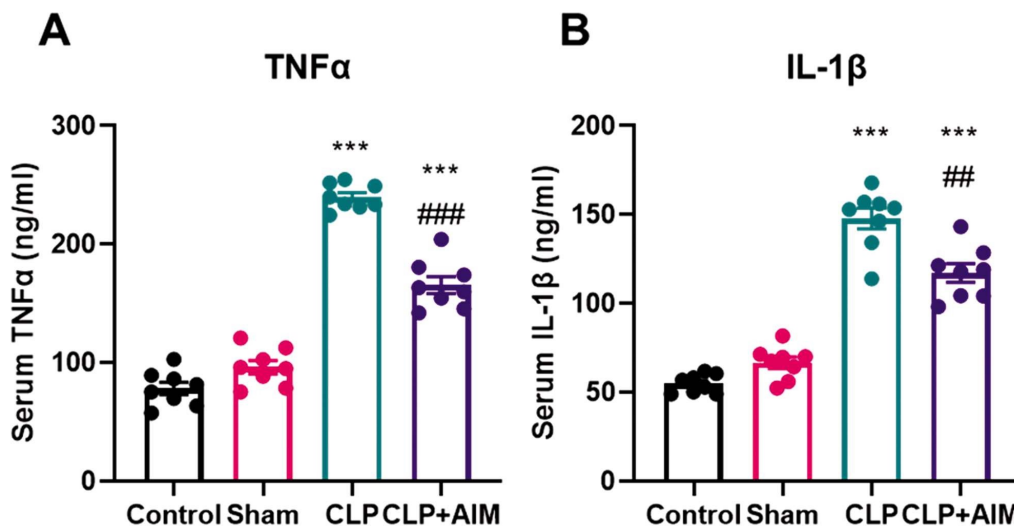 A
TNFα
Serum TNFα (ng/ml)
300
200
100
0
***
***
###
Control Sham CLP CLP+AIM
B
IL-1β
Serum IL-1β (ng/ml)
200
150
100
50
0
***
***
##
Control Sham CLP CLP+AIM